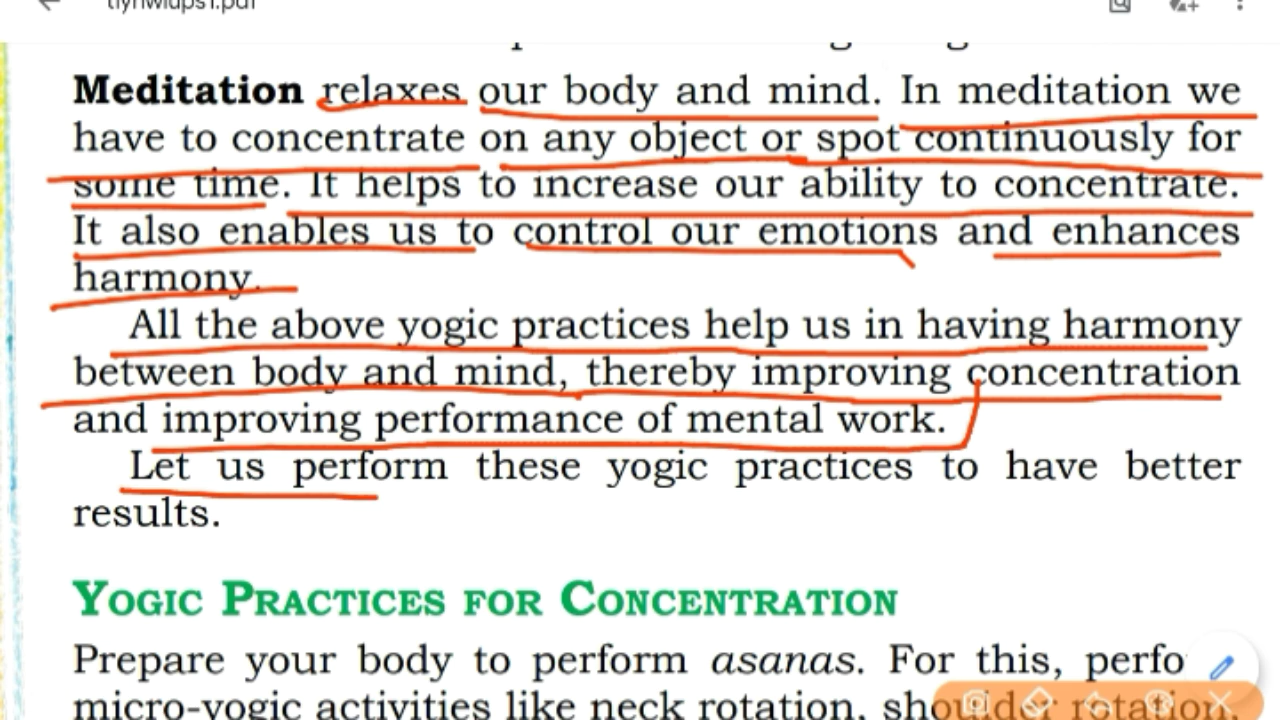 Meditation relaxes our body and mind. In meditation we
have to concentrate on any object or spot continuously for
some time. It helps to increase our ability to concentrate.
It also enables us to control our emotions and enhances
harmony.
All the above yogic practices help us in having harmony
between body and mind, thereby improving concentration
and improving performance of mental work.
Let us perform these yogic practices to have better
results.
YOGIC PRACTICES FOR CONCENTRATION
Prepare your body to perform asanas. For this, perfo
micro-yogic activities like neck rotation, shoulder rotation